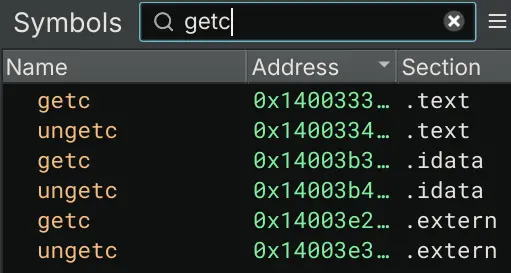 Symbols getc
Name Address Section
getc 0x1400333… .text
ungetc 0x1400334… .text
getc 0x14003b3… .idata
ungetc 0x14003b4… .idata
getc 0x14003e2… .extern
ungetc 0x14003e3… .extern